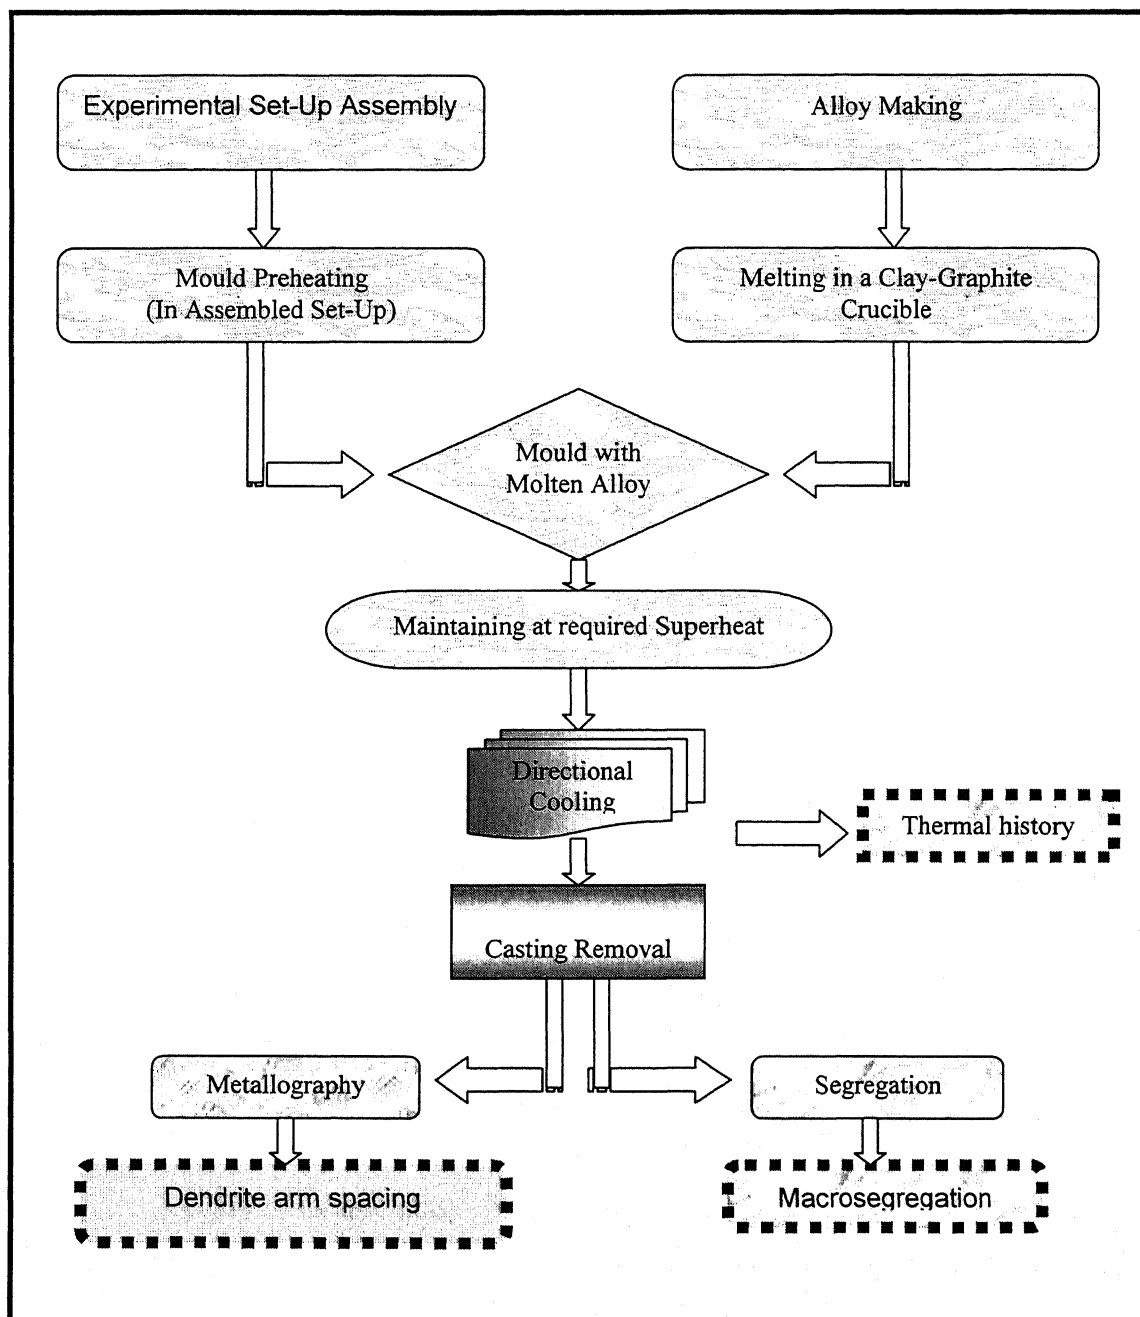 Experimental Set-Up Assembly
Alloy Making
Mould Preheating
(In Assembled Set-Up)
Melting in a Clay-Graphite
Crucible
Mould with
Molten Alloy
Maintaining at required Superheat
Directional
Cooling
Thermal history
Casting Removal
Metallography
Segregation
Dendrite arm spacing
Macrosegregation